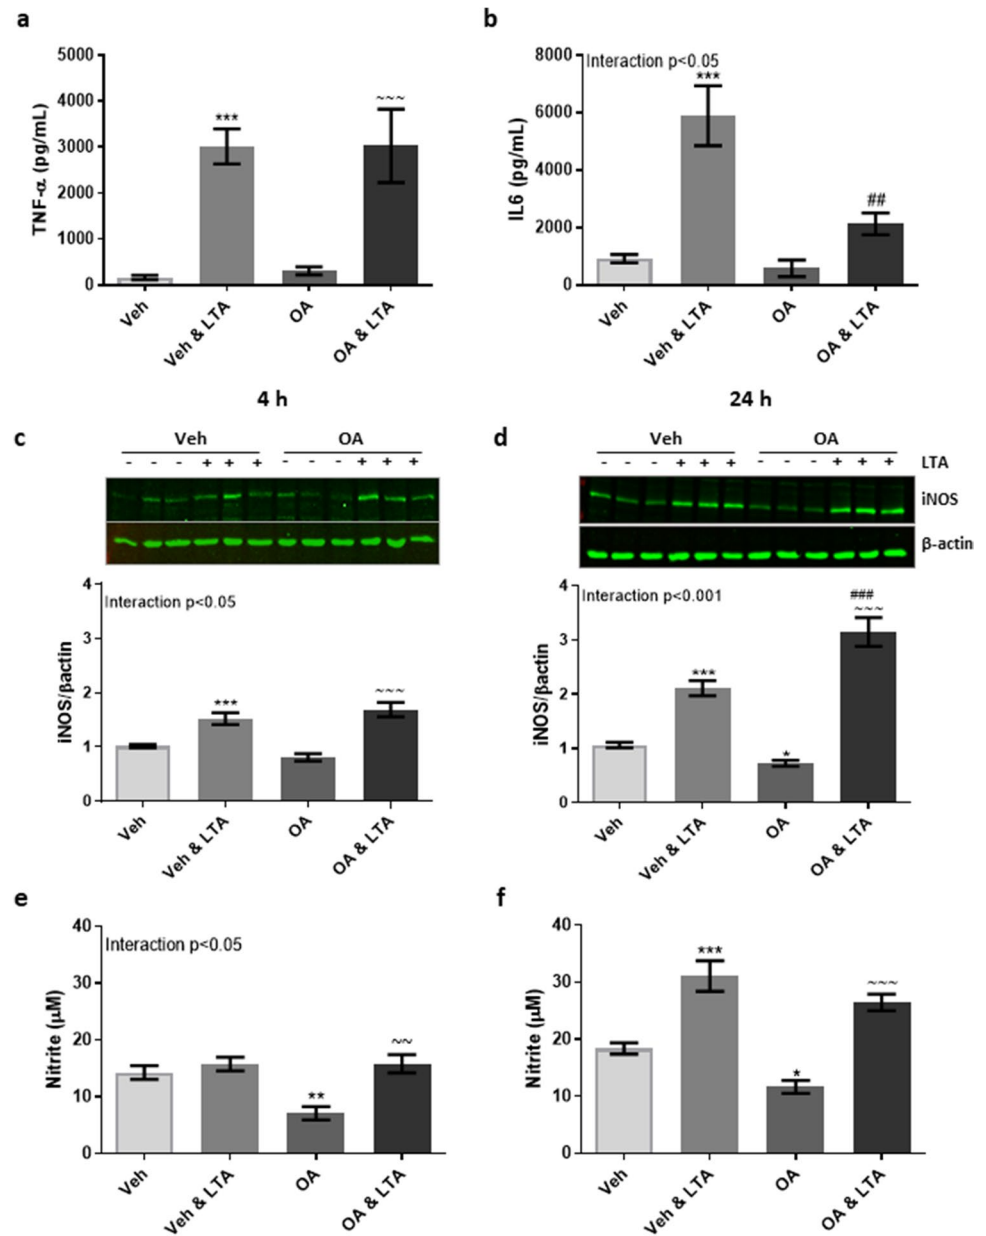 a
5000
4000
3000
2000
1000
0
TNF-α (pg/mL)
***
~~~
Veh
Veh & LTA
OA
OA & LTA
b
8000
6000
4000
2000
0
IL6 (pg/mL)
Interaction p<0.05
***
##
Veh
Veh & LTA
OA
OA & LTA
4 h
24 h
c
Veh OA
- - - + + + - - - + + +
4
3
2
1
0
iNOS/βactin
Interaction p<0.05
***
~~~
Veh
Veh & LTA
OA
OA & LTA
d
Veh OA
- - - + + + - - - + + + LTA
iNOS
β-actin
4
3
2
1
0
iNOS/βactin
Interaction p<0.001
***
*
###
~~~
Veh
Veh & LTA
OA
OA & LTA
e
40
30
20
10
0
Nitrite (µM)
Interaction p<0.05
**
~~
Veh
Veh & LTA
OA
OA & LTA
f
40
30
20
10
0
Nitrite (µM)
***
*
~~~
Veh
Veh & LTA
OA
OA & LTA